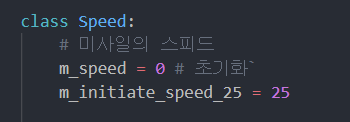 class Speed:
# 미사일의 스피드
m_speed = 0 # 초기화`
m_initiate_speed_25 = 25